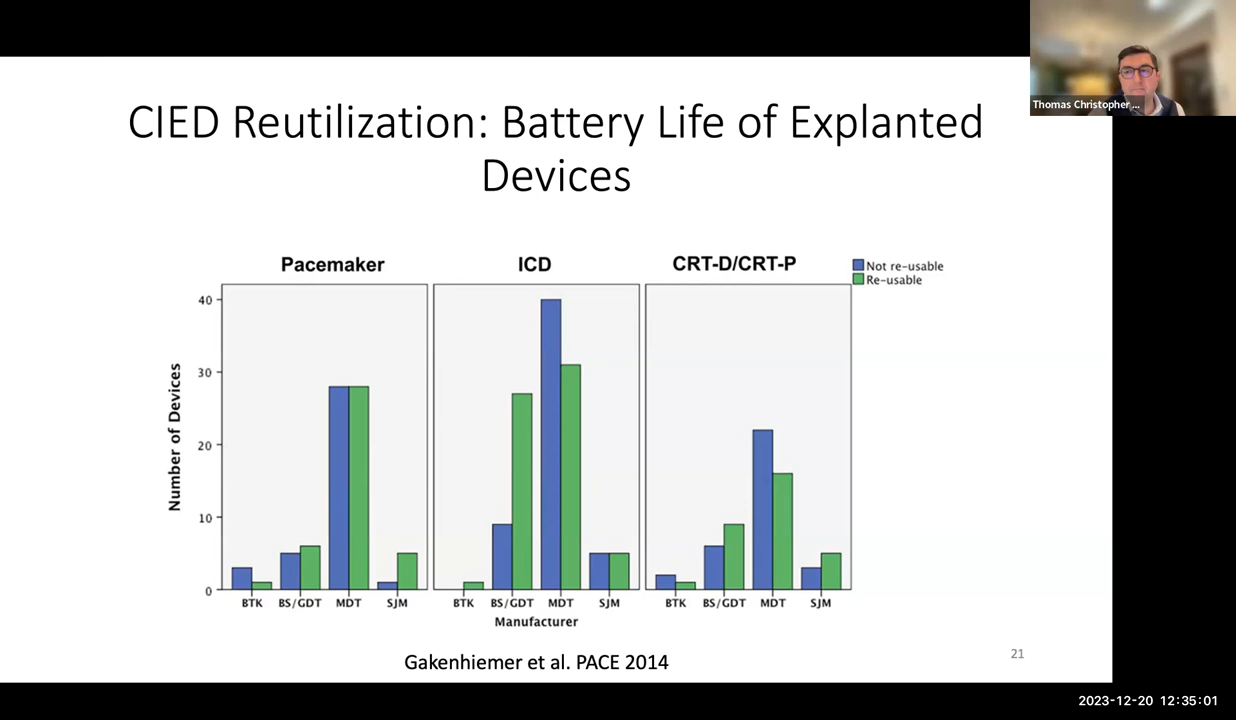 Thomas Christopher ...
CIED Reutilization: Battery Life of Explanted
Devices
Pacemaker
ICD
CRT-D/CRT-P
Not re-usable
Re-usable
Number of Devices
40
30
20
10
0
BTK BS/GDT MDT SJM
BTK BS/GDT MDT SJM
BTK BS/GDT MDT SJM
Manufacturer
Gakenhiemer et al. PACE 2014
21
2023-12-20 12:35:01